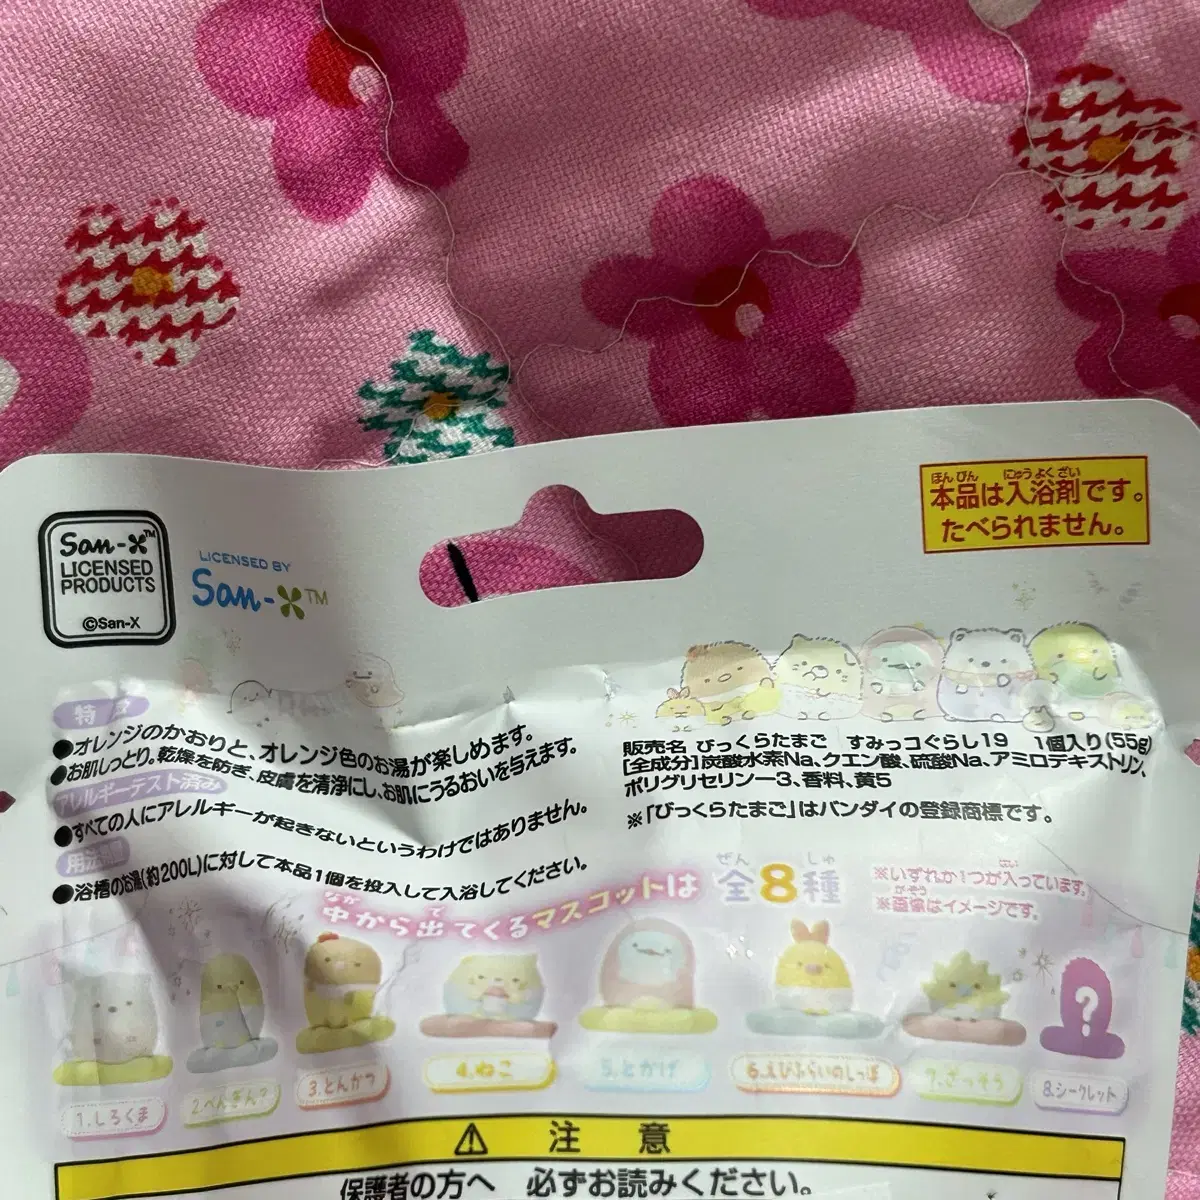 San-X™
LICENSED
PRODUCTS
©San-X
LICENSED BY
San-X™
ほんぴん にゅうよくざい
本品は入浴剤です。
たべられません。
特
●オレンジのかおりと、オレンジ色のお湯が楽しめます。
●お肌しっとり。乾燥を防ぎ、皮膚を清浄にし、お肌にうるおいを与えます。
アレルギーテスト済み
●すべての人にアレルギーが起きないというわけではありません。
用法
●浴槽のお湯(約200L)に対して本品1個を投入して入浴してください。
販売名 びっくらたまご すみっコぐらし19 1個入り(55g)
[全成分]炭酸水素Na、クエン酸、硫酸Na、アミロデキストリン、
ポリグリセリン-3、香料、黄5
※「びっくらたまご」はバンダイの登録商標です。
なか で ぜん しゅ
中から出てくるマスコットは 全8種
はい
※いずれか1つが入っています。
がぞう
※画像はイメージです。
?
1.しろくま
2.ぺんぎん?
3.とんかつ
4.ねこ
5.とかげ
6.えびふらいのしっぽ
7.ざっそう
8.シークレット
⚠ 注意
保護者の方へ 必ずお読みください。